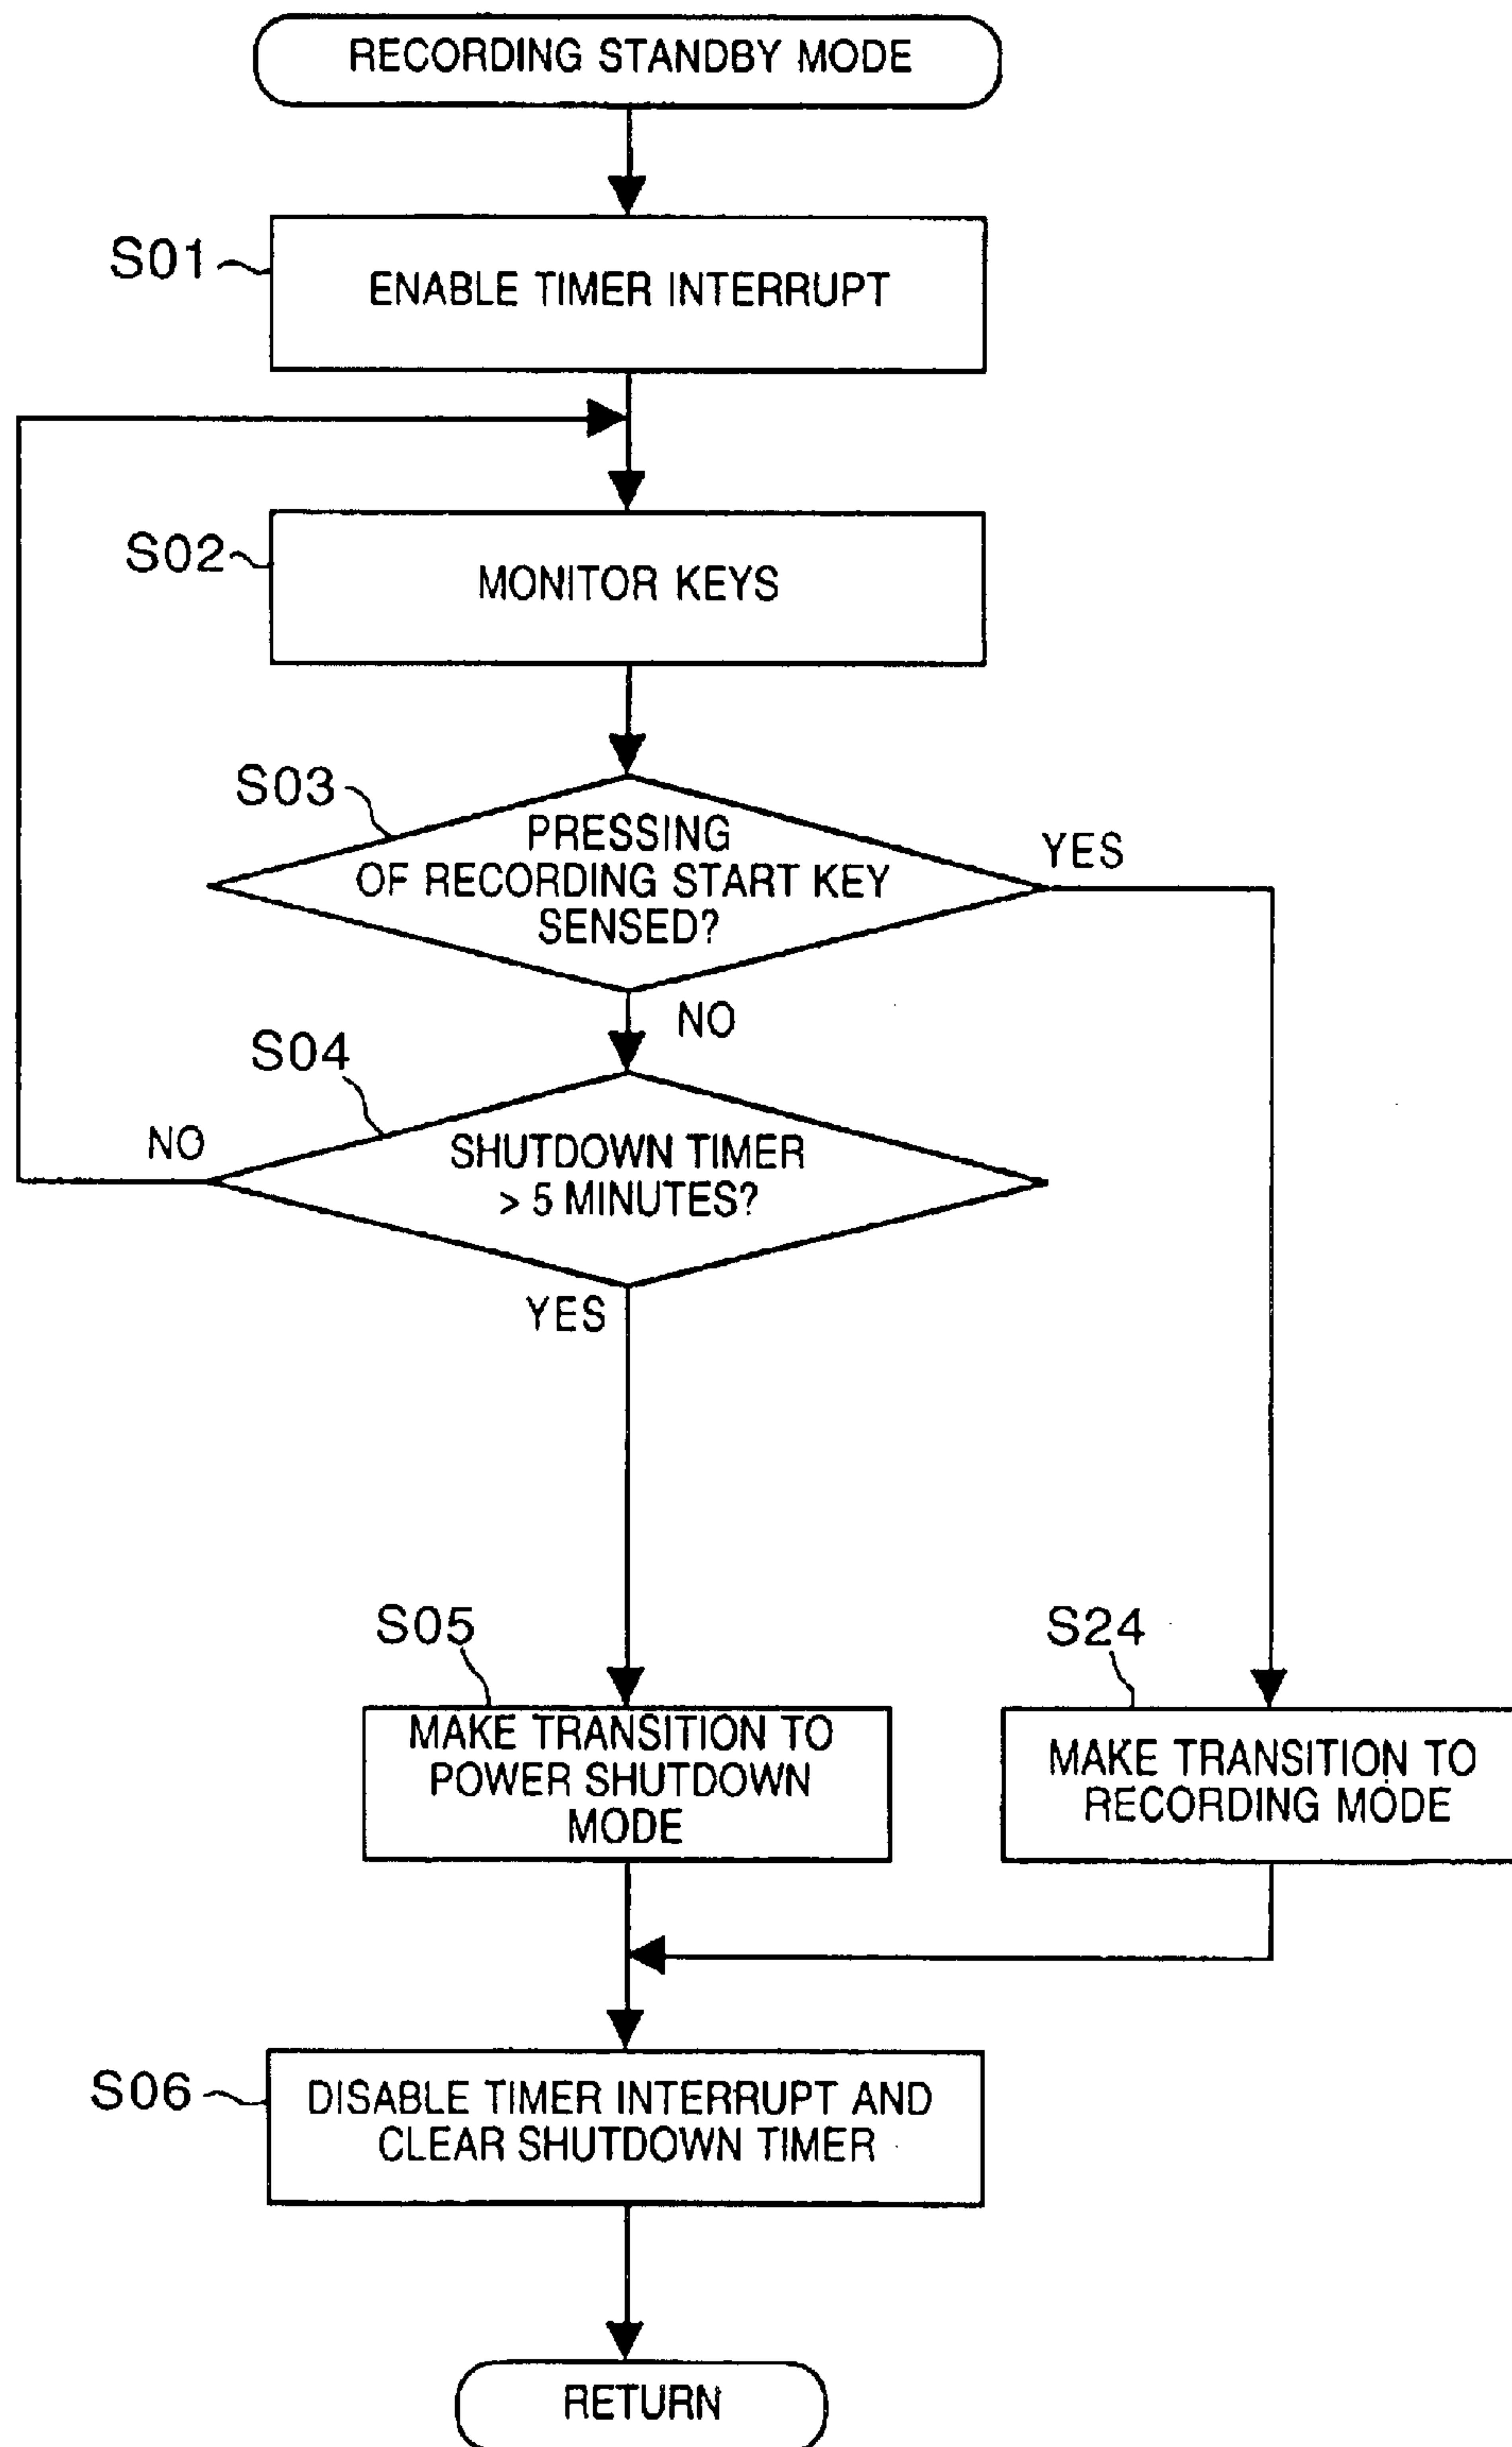 RECORDING STANDBY MODE
S01
ENABLE TIMER INTERRUPT
S02
MONITOR KEYS
S03
PRESSING
OF RECORDING START KEY
SENSED?
YES
NO
S04
NO
SHUTDOWN TIMER
> 5 MINUTES?
YES
S05
MAKE TRANSITION TO
POWER SHUTDOWN
MODE
S24
MAKE TRANSITION TO
RECORDING MODE
S06
DISABLE TIMER INTERRUPT AND
CLEAR SHUTDOWN TIMER
RETURN